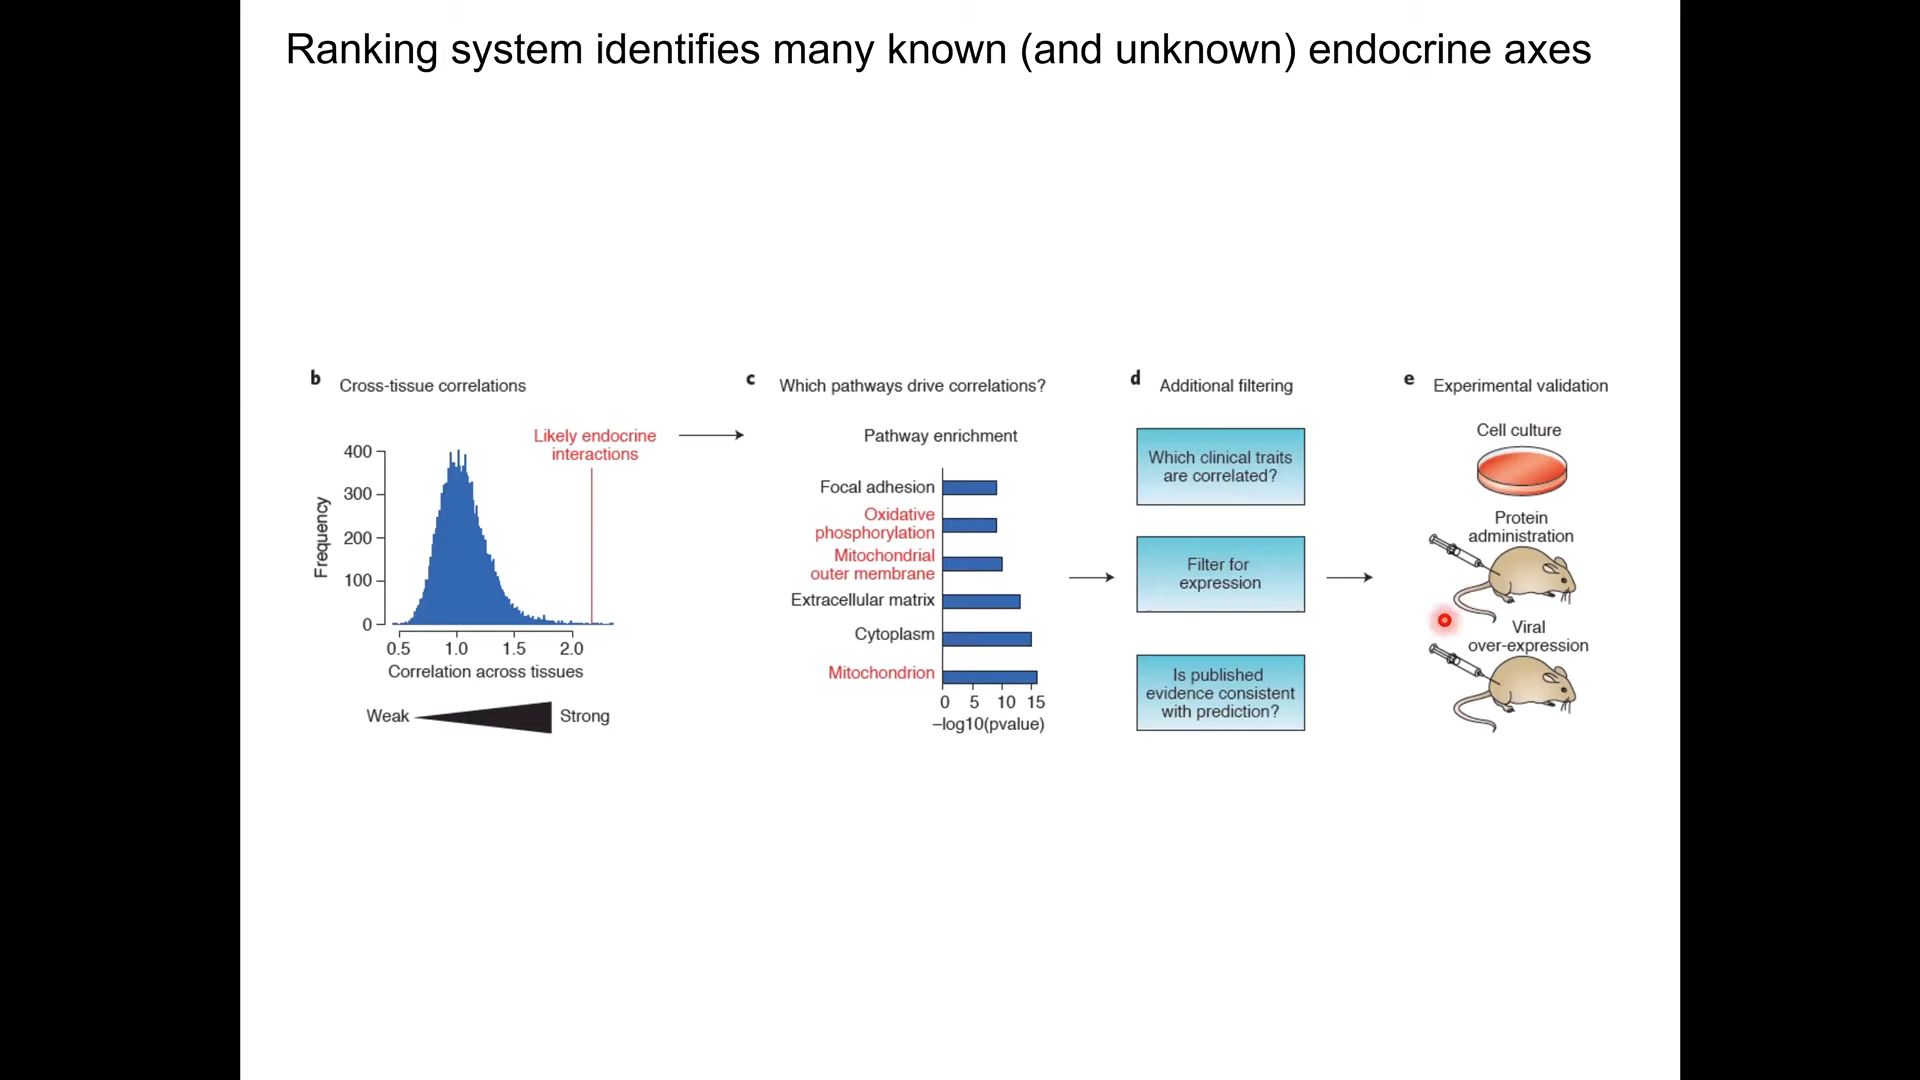 Ranking system identifies many known (and unknown) endocrine axes
b Cross-tissue correlations
Likely endocrine
interactions
Frequency
400
300
200
100
0
0.5 1.0 1.5 2.0
Correlation across tissues
Weak Strong
c Which pathways drive correlations?
Pathway enrichment
Focal adhesion
Oxidative
phosphorylation
Mitochondrial
outer membrane
Extracellular matrix
Cytoplasm
Mitochondrion
0 5 10 15
–log10(pvalue)
d Additional filtering
Which clinical traits
are correlated?
Filter for
expression
Is published
evidence consistent
with prediction?
e Experimental validation
Cell culture
Protein
administration
Viral
over-expression